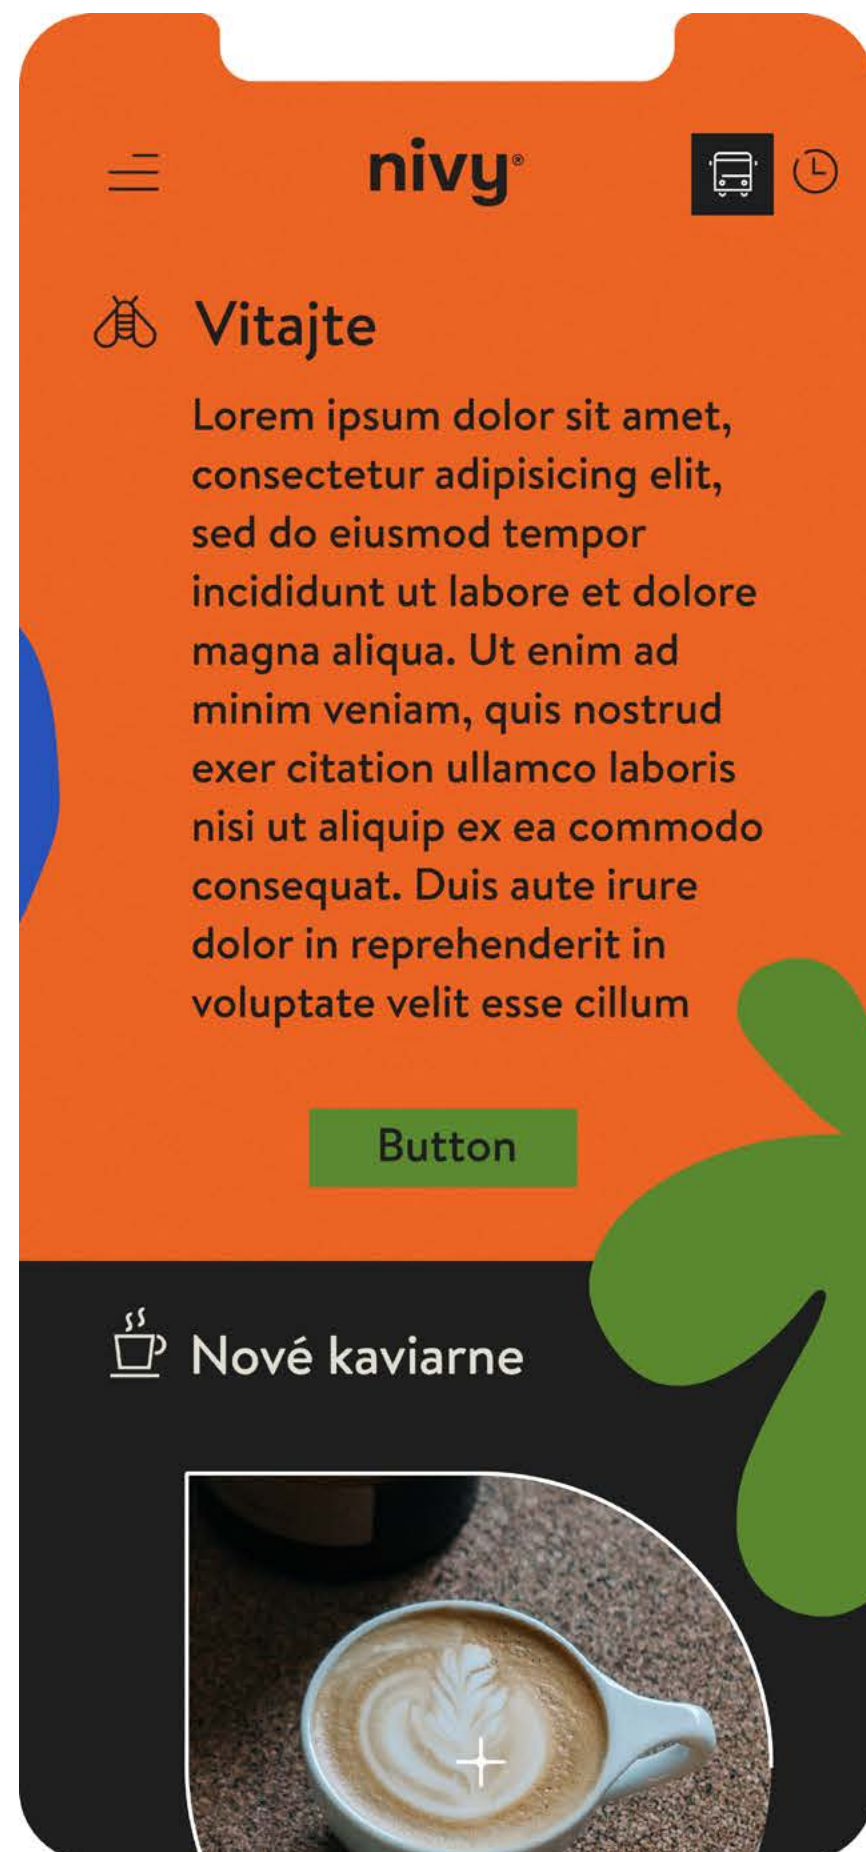 nivy®
Vitajte
Lorem ipsum dolor sit amet,
consectetur adipisicing elit,
sed do eiusmod tempor
incididunt ut labore et dolore
magna aliqua. Ut enim ad
minim veniam, quis nostrud
exer citation ullamco laboris
nisi ut aliquip ex ea commodo
consequat. Duis aute irure
dolor in reprehenderit in
voluptate velit esse cillum
Button
Nové kaviarne